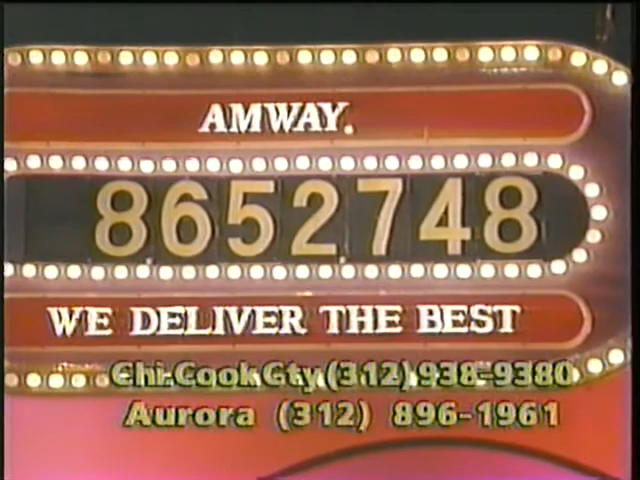 AMWAY.
8652748
WE DELIVER THE BEST
Chi-CookCty(312)938-9380
Aurora (312) 896-1961